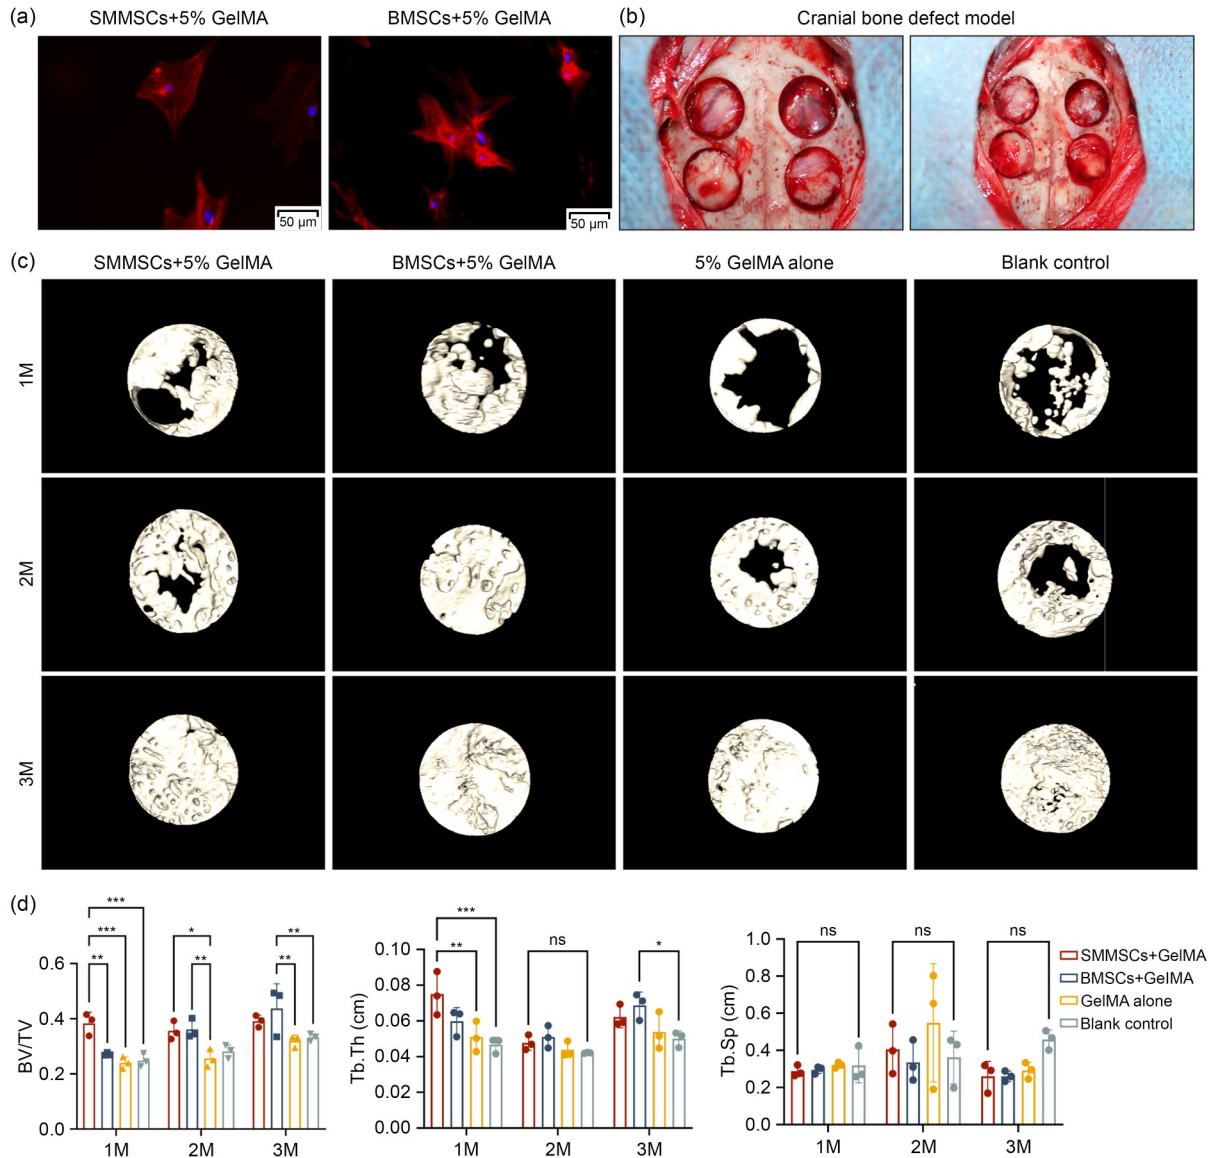 (a)
SMMSCs+5% GelMA
BMSCs+5% GelMA
(b)
Cranial bone defect model
50 µm
50 µm
(c)
SMMSCs+5% GelMA
BMSCs+5% GelMA
5% GelMA alone
Blank control
1M
2M
3M
(d)
BV/TV
0.6
0.4
0.2
0.0
***
***
**
*
**
**
**
1M
2M
3M
Tb.Th (cm)
0.10
0.08
0.06
0.04
0.02
0.00
***
**
ns
*
1M
2M
3M
Tb.Sp (cm)
1.0
0.8
0.6
0.4
0.2
0.0
ns
ns
ns
1M
2M
3M
SMMSCs+GelMA
BMSCs+GelMA
GelMA alone
Blank control